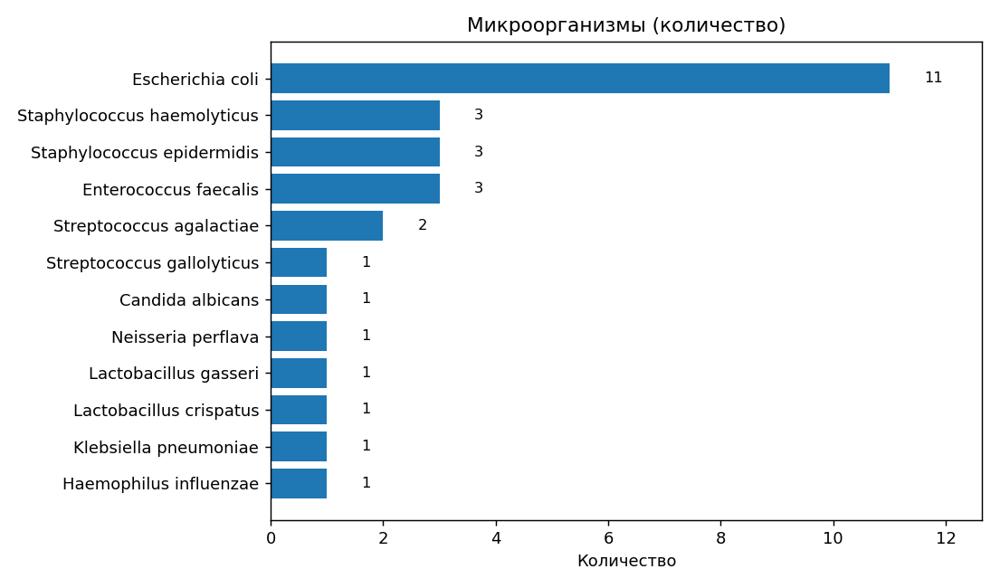 Микроорганизмы (количество)
Escherichia coli 11
Staphylococcus haemolyticus 3
Staphylococcus epidermidis 3
Enterococcus faecalis 3
Streptococcus agalactiae 2
Streptococcus gallolyticus 1
Candida albicans 1
Neisseria perflava 1
Lactobacillus gasseri 1
Lactobacillus crispatus 1
Klebsiella pneumoniae 1
Haemophilus influenzae 1
0 2 4 6 8 10 12
Количество